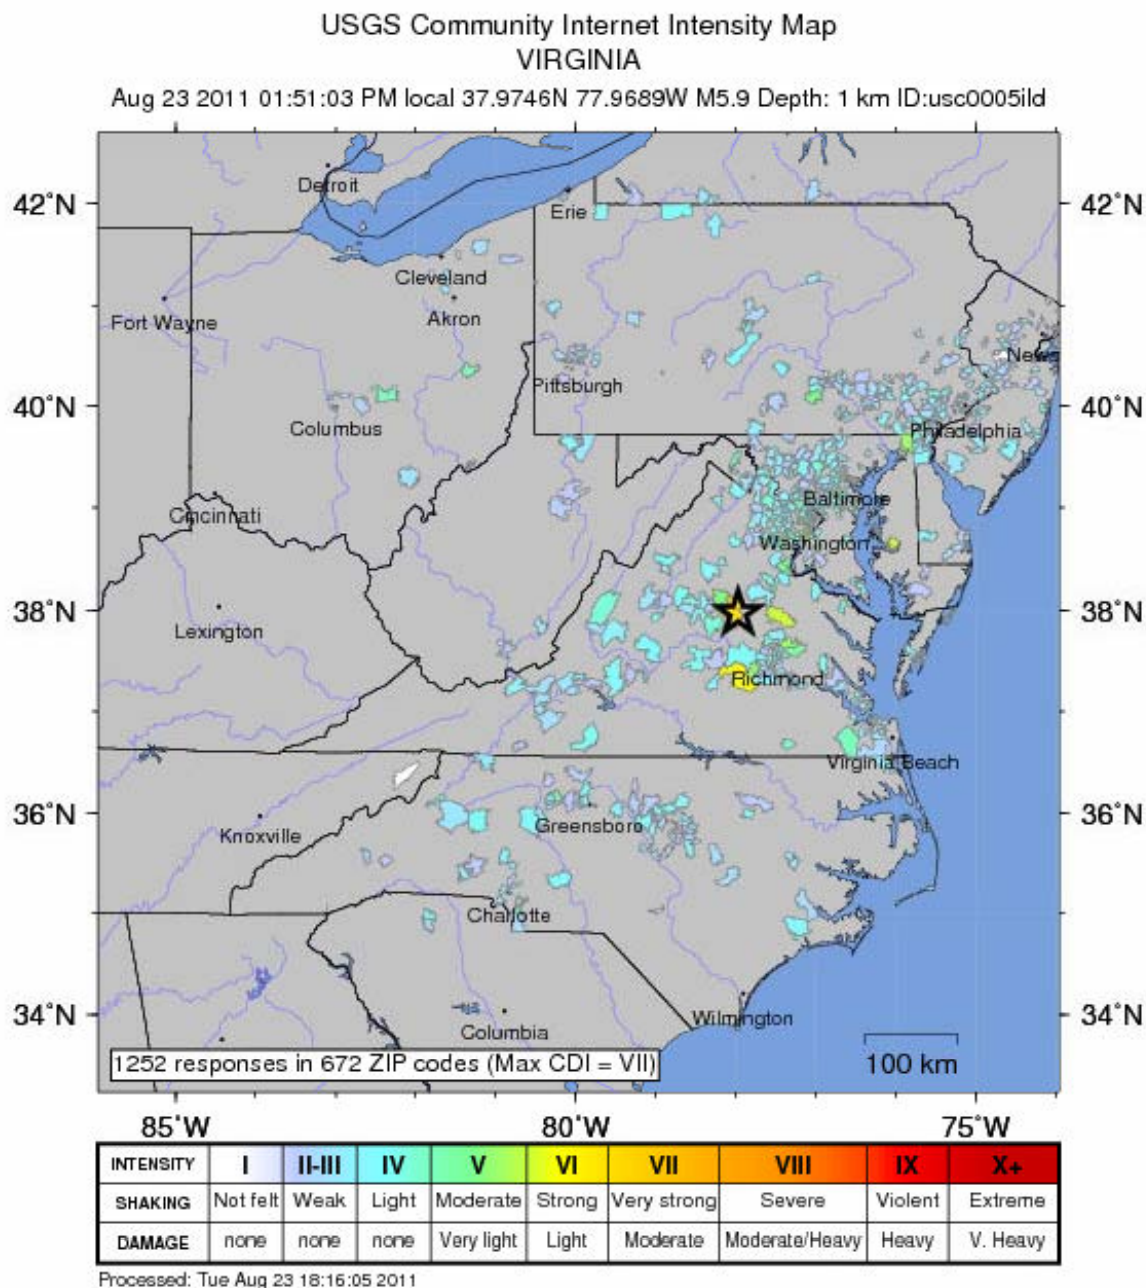 USGS Community Internet Intensity Map
VIRGINIA
Aug 23 2011 01:51:03 PM local 37.9746N 77.9689W M5.9 Depth: 1 km ID:usc0005ild
42°N
Detroit
Erie
42°N
Cleveland
Akron
Fort Wayne
Newa
Pittsburgh
40°N
Columbus
Philadelphia
40°N
Cincinnati
Baltimore
Washington
38°N
Lexington
Richmond
38°N
Virginia Beach
36°N
Knoxville
Greensboro
36°N
Charlotte
34°N
Columbia
Wilmington
34°N
1252 responses in 672 ZIP codes (Max CDI = VII)
100 km
85°W
80°W
75°W
INTENSITY I II-III IV V VI VII VIII IX X+
SHAKING Not felt Weak Light Moderate Strong Very strong Severe Violent Extreme
DAMAGE none none none Very light Light Moderate Moderate/Heavy Heavy V. Heavy
Processed: Tue Aug 23 18:16:05 2011